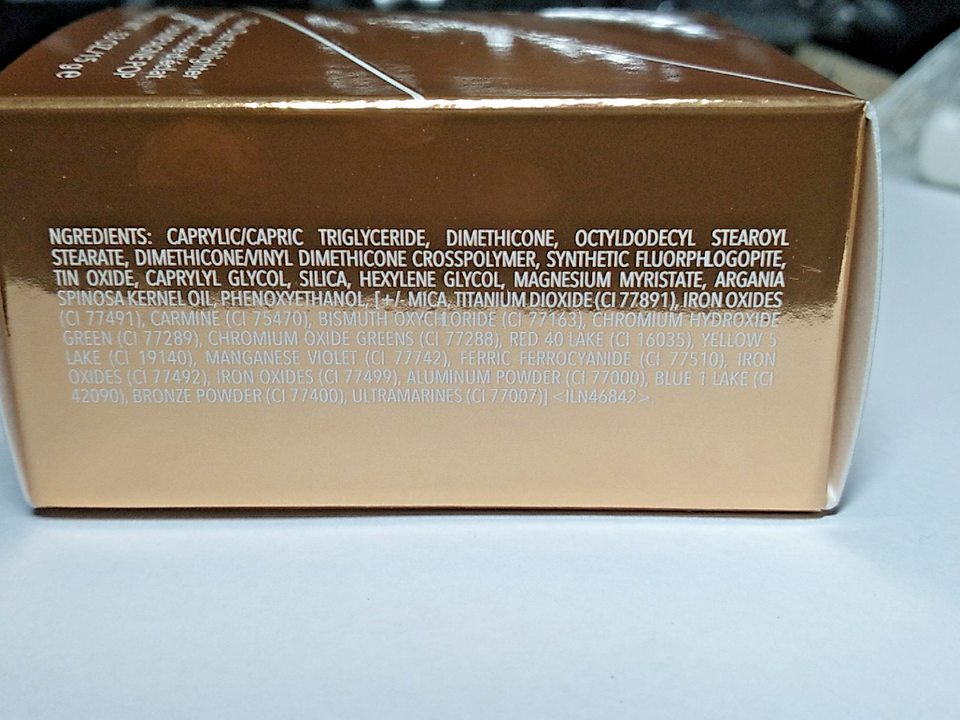 NGREDIENTS: CAPRYLIC/CAPRIC TRIGLYCERIDE, DIMETHICONE, OCTYLDODECYL STEAROYL
STEARATE, DIMETHICONE/VINYL DIMETHICONE CROSSPOLYMER, SYNTHETIC FLUORPHLOGOPITE,
TIN OXIDE, CAPRYLYL GLYCOL, SILICA, HEXYLENE GLYCOL, MAGNESIUM MYRISTATE, ARGANIA
SPINOSA KERNEL OIL, PHENOXYETHANOL, [+/- MICA, TITANIUM DIOXIDE (CI 77891), IRON OXIDES
(CI 77491), CARMINE (CI 75470), BISMUTH OXYCHLORIDE (CI 77163), CHROMIUM HYDROXIDE
GREEN (CI 77289), CHROMIUM OXIDE GREENS (CI 77288), RED 40 LAKE (CI 16035), YELLOW 5
LAKE (CI 19140), MANGANESE VIOLET (CI 77742), FERRIC FERROCYANIDE (CI 77510), IRON
OXIDES (CI 77492), IRON OXIDES (CI 77499), ALUMINUM POWDER (CI 77000), BLUE 1 LAKE (CI
42090), BRONZE POWDER (CI 77400), ULTRAMARINES (CI 77007)] <ILN46842>